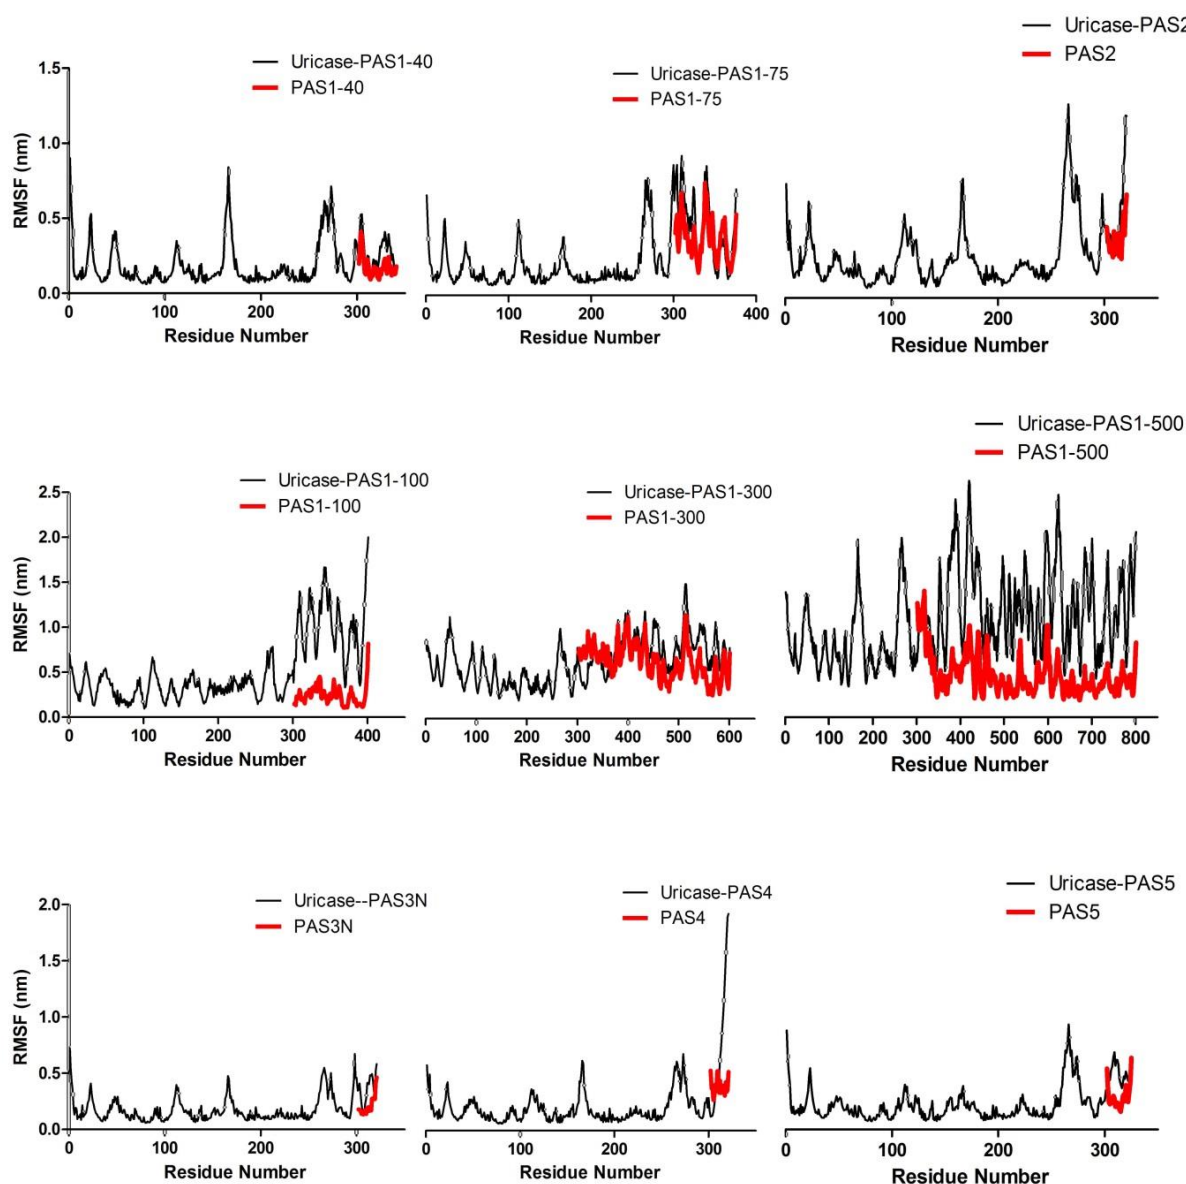 Uricase-PAS1-40
PAS1-40
Uricase-PAS1-75
PAS1-75
Uricase-PAS2
PAS2
RMSF (nm)
1.5
1.0
0.5
0.0
0 100 200 300
Residue Number
0 100 200 300 400
Residue Number
0 100 200 300
Residue Number
Uricase-PAS1-100
PAS1-100
Uricase-PAS1-300
PAS1-300
Uricase-PAS1-500
PAS1-500
RMSF (nm)
2.5
2.0
1.5
1.0
0.5
0.0
0 100 200 300 400
Residue Number
0 100 200 300 400 500 600
Residue Number
0 100 200 300 400 500 600 700 800
Residue Number
Uricase--PAS3N
PAS3N
Uricase-PAS4
PAS4
Uricase-PAS5
PAS5
RMSF (nm)
2.0
1.5
1.0
0.5
0.0
0 100 200 300
Residue Number
0 100 200 300
Residue Number
0 100 200 300
Residue Number